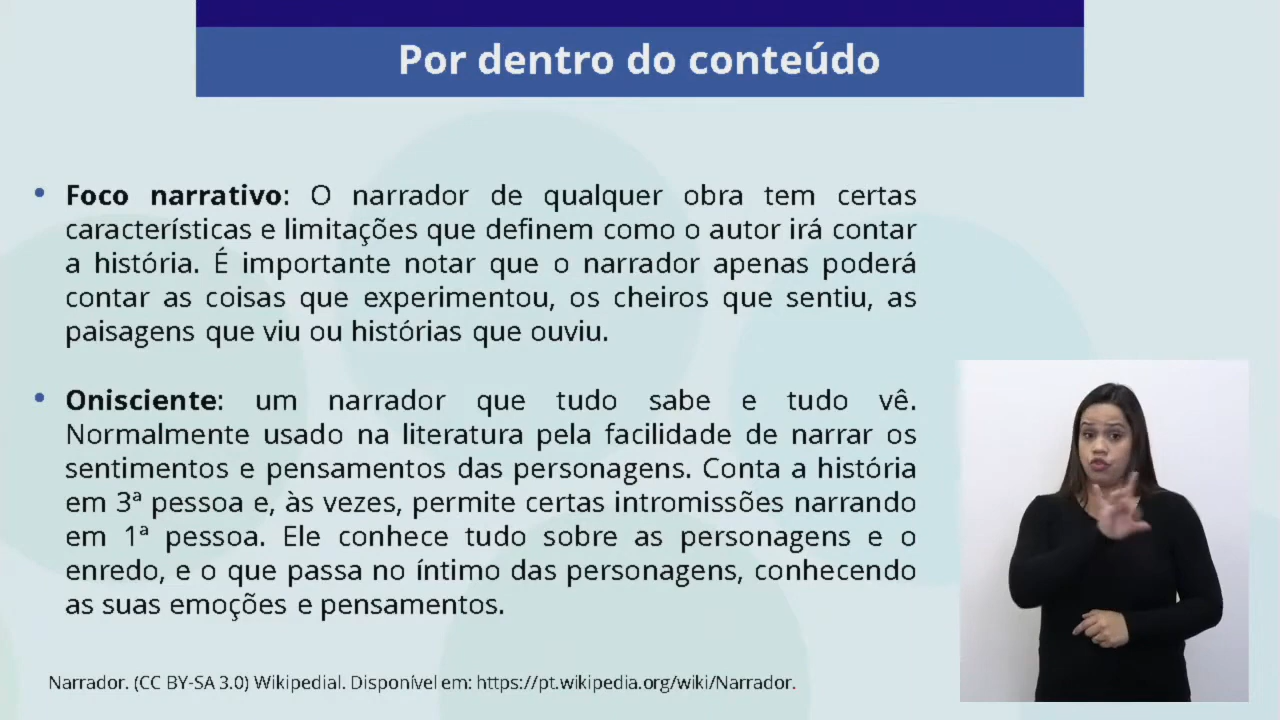 Por dentro do conteúdo
• Foco narrativo: O narrador de qualquer obra tem certas
características e limitações que definem como o autor irá contar
a história. É importante notar que o narrador apenas poderá
contar as coisas que experimentou, os cheiros que sentiu, as
paisagens que viu ou histórias que ouviu.
• Onisciente: um narrador que tudo sabe e tudo vê.
Normalmente usado na literatura pela facilidade de narrar os
sentimentos e pensamentos das personagens. Conta a história
em 3ª pessoa e, às vezes, permite certas intromissões narrando
em 1ª pessoa. Ele conhece tudo sobre as personagens e o
enredo, e o que passa no íntimo das personagens, conhecendo
as suas emoções e pensamentos.
Narrador. (CC BY-SA 3.0) Wikipedial. Disponível em: https://pt.wikipedia.org/wiki/Narrador.